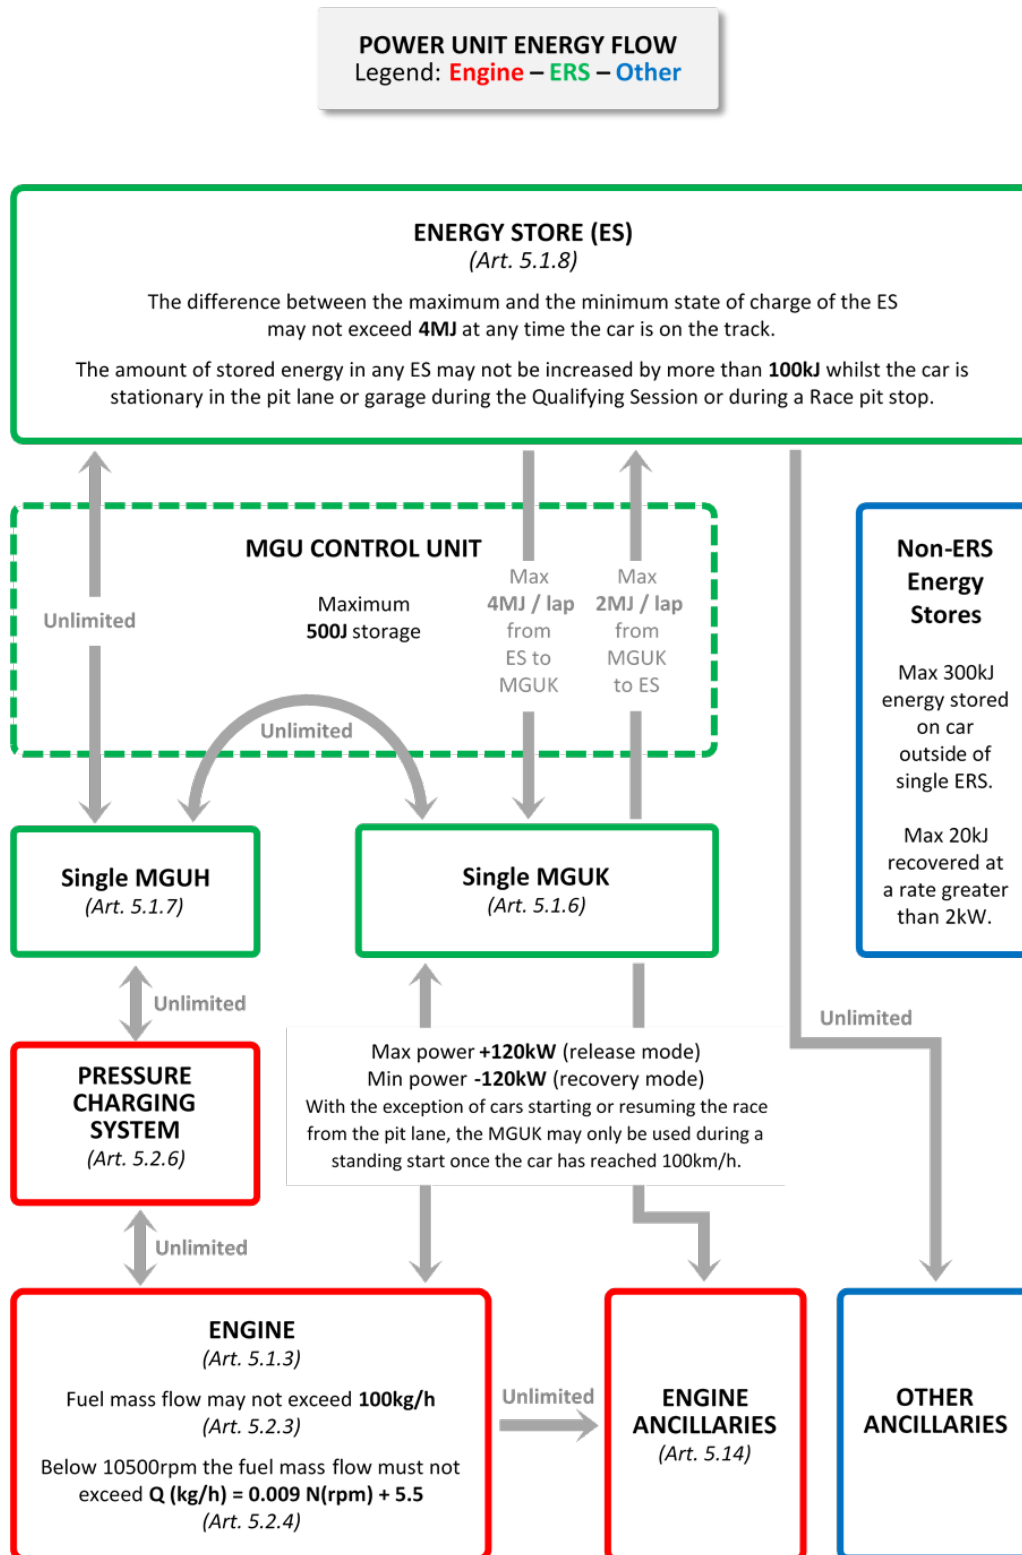 POWER UNIT ENERGY FLOW
Legend: Engine – ERS – Other
ENERGY STORE (ES)
(Art. 5.1.8)
The difference between the maximum and the minimum state of charge of the ES
may not exceed 4MJ at any time the car is on the track.
The amount of stored energy in any ES may not be increased by more than 100kJ whilst the car is
stationary in the pit lane or garage during the Qualifying Session or during a Race pit stop.
MGU CONTROL UNIT
Maximum
500J storage
Unlimited
Max
4MJ / lap
from
ES to
MGUK
Max
2MJ / lap
from
MGUK
to ES
Unlimited
Non-ERS
Energy
Stores
Max 300kJ
energy stored
on car
outside of
single ERS.
Max 20kJ
recovered at
a rate greater
than 2kW.
Single MGUH
(Art. 5.1.7)
Single MGUK
(Art. 5.1.6)
Unlimited
Unlimited
PRESSURE
CHARGING
SYSTEM
(Art. 5.2.6)
Max power +120kW (release mode)
Min power -120kW (recovery mode)
With the exception of cars starting or resuming the race
from the pit lane, the MGUK may only be used during a
standing start once the car has reached 100km/h.
Unlimited
ENGINE
(Art. 5.1.3)
Fuel mass flow may not exceed 100kg/h
(Art. 5.2.3)
Below 10500rpm the fuel mass flow must not
exceed Q (kg/h) = 0.009 N(rpm) + 5.5
(Art. 5.2.4)
Unlimited
ENGINE
ANCILLARIES
(Art. 5.14)
OTHER
ANCILLARIES